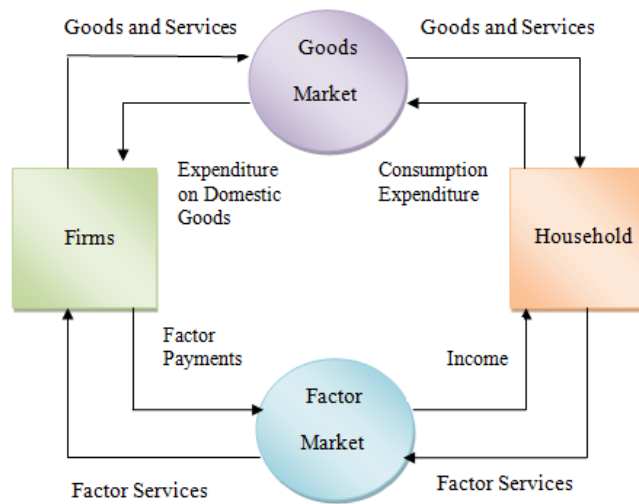 Goods and Services
Goods
Market
Goods and Services
Expenditure
on Domestic
Goods
Consumption
Expenditure
Firms
Household
Factor
Payments
Income
Factor
Market
Factor Services
Factor Services